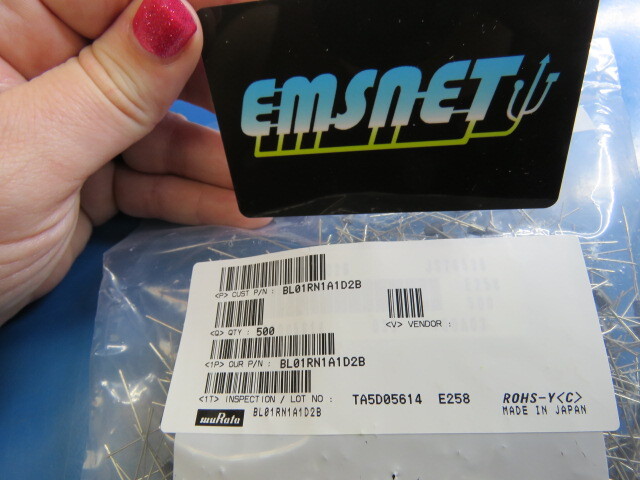 EMSNET
<P> CUST P/N : BL01RN1A1D2B
<Q> QTY : 500
<V> VENDOR :
<1P> OUR P/N : BL01RN1A1D2B
<1T> INSPECTION / LOT NO : TA5D05614 E258 ROHS-Y<C>
muRata BL01RN1A1D2B MADE IN JAPAN